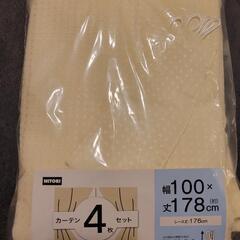 NITORI
カーテン 4枚 セット
幅100×
丈178cm
(約)
レース丈176cm